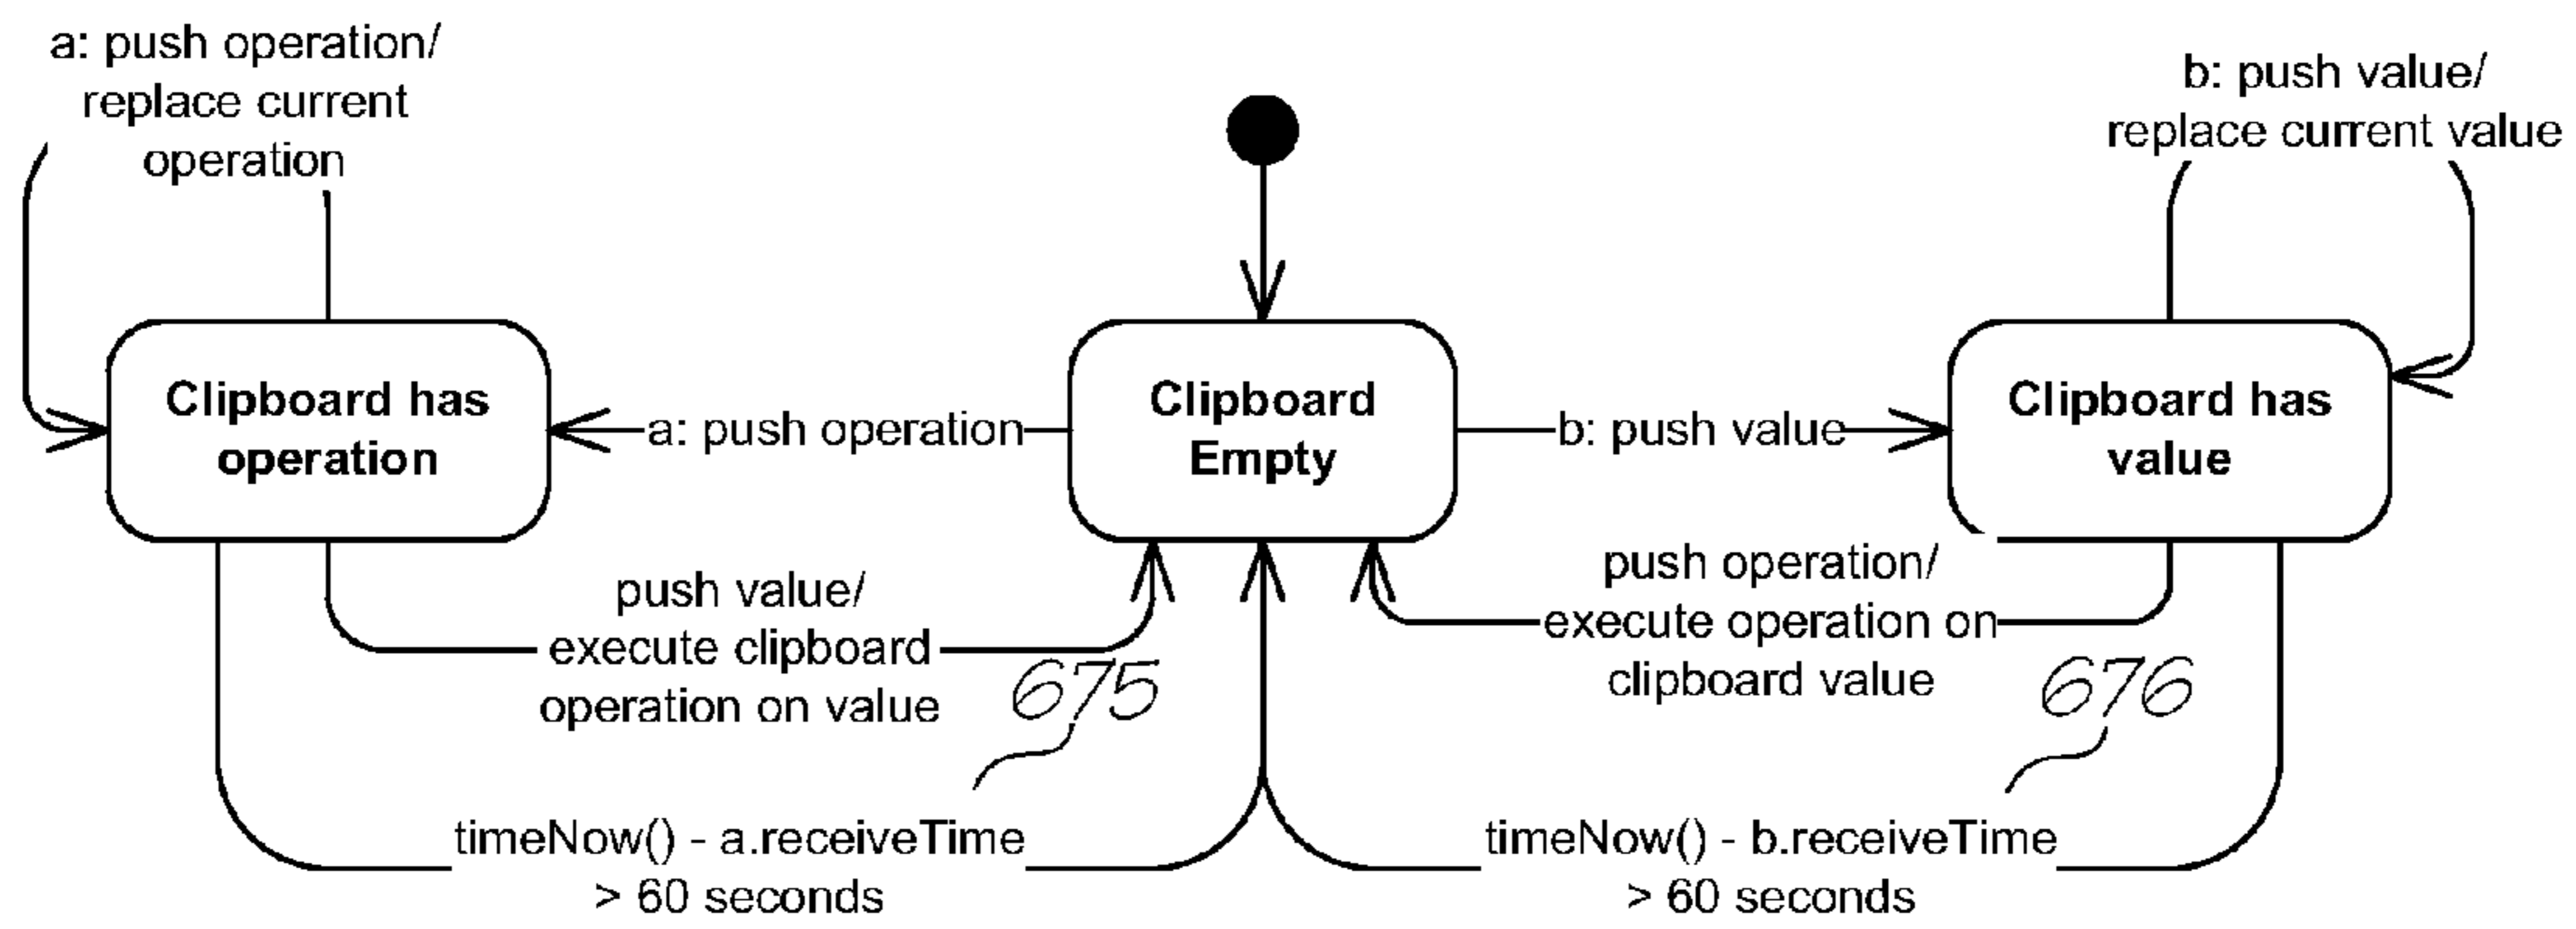 a: push operation/
replace current
operation
b: push value/
replace current value
Clipboard has
operation
a: push operation
Clipboard
Empty
b: push value
Clipboard has
value
push value/
execute clipboard
operation on value
675
push operation/
execute operation on
clipboard value
676
timeNow() - a.receiveTime
> 60 seconds
timeNow() - b.receiveTime
> 60 seconds